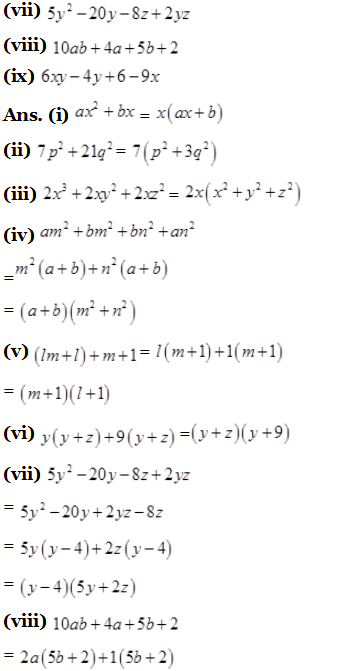 (vii) 5y² −20y−8z+2yz
(viii) 10ab+4a+5b+2
(ix) 6xy−4y+6−9x
Ans. (i) ax² +bx = x(ax+b)
(ii) 7p² +21q² = 7(p² +3q²)
(iii) 2x³ +2xy² +2xz² = 2x(x² +y² +z²)
(iv) am² +bm² +bn² +an²
=m²(a+b)+n²(a+b)
= (a+b)(m² +n²)
(v) (lm+l)+m+1= l(m+1)+1(m+1)
= (m+1)(l+1)
(vi) y(y+z)+9(y+z) =(y+z)(y+9)
(vii) 5y² −20y−8z+2yz
= 5y² −20y+2yz−8z
= 5y(y−4)+2z(y−4)
= (y−4)(5y+2z)
(viii) 10ab+4a+5b+2
= 2a(5b+2)+1(5b+2)